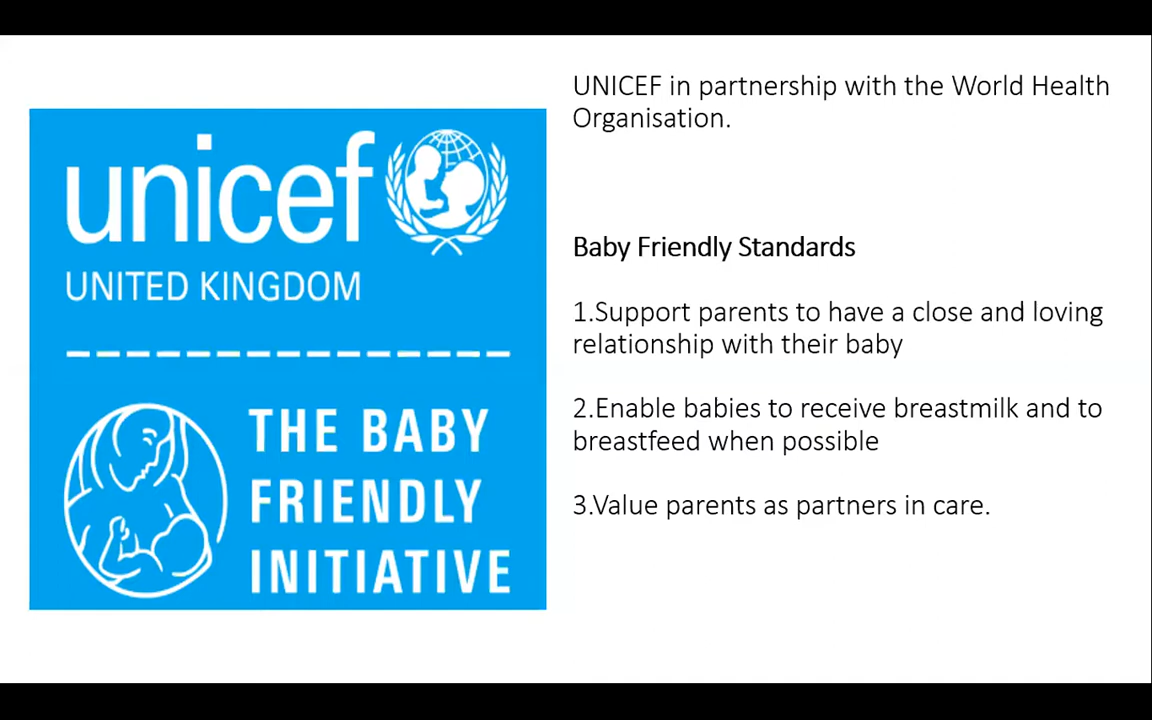 unicef
UNITED KINGDOM
THE BABY
FRIENDLY
INITIATIVE
UNICEF in partnership with the World Health
Organisation.
Baby Friendly Standards
1.Support parents to have a close and loving
relationship with their baby
2.Enable babies to receive breastmilk and to
breastfeed when possible
3.Value parents as partners in care.